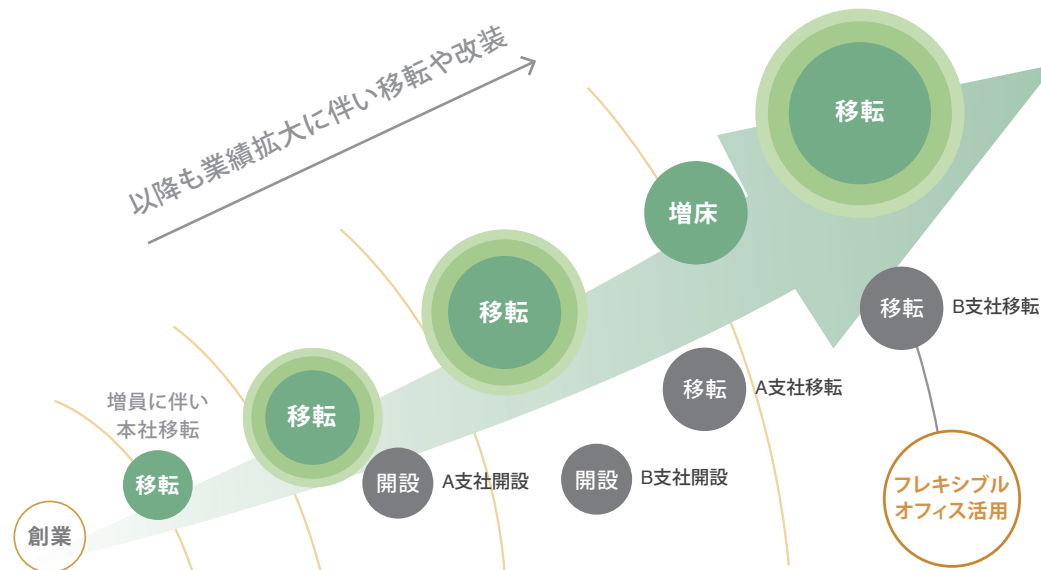 以降も業績拡大に伴い移転や改装
移転
増床
移転
移転
B支社移転
移転
A支社移転
増員に伴い
本社移転
移転
移転
開設
A支社開設
開設
B支社開設
創業
フレキシブル
オフィス活用